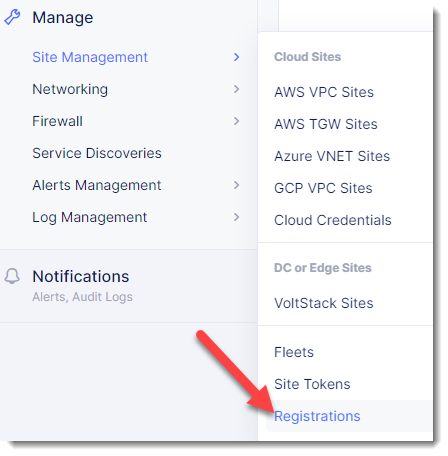 Manage
Site Management
Networking
Firewall
Service Discoveries
Alerts Management
Log Management
Notifications
Alerts, Audit Logs
Cloud Sites
AWS VPC Sites
AWS TGW Sites
Azure VNET Sites
GCP VPC Sites
Cloud Credentials
DC or Edge Sites
VoltStack Sites
Fleets
Site Tokens
Registrations